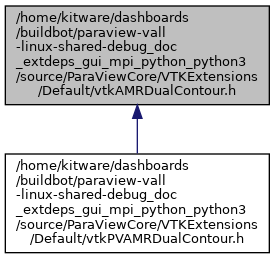 /home/kitware/dashboards
/buildbot/paraview-vall
-linux-shared-debug_doc
_extdeps_gui_mpi_python_python3
/source/ParaViewCore/VTKExtensions
/Default/vtkAMRDualContour.h
/home/kitware/dashboards
/buildbot/paraview-vall
-linux-shared-debug_doc
_extdeps_gui_mpi_python_python3
/source/ParaViewCore/VTKExtensions
/Default/vtkPVAMRDualContour.h